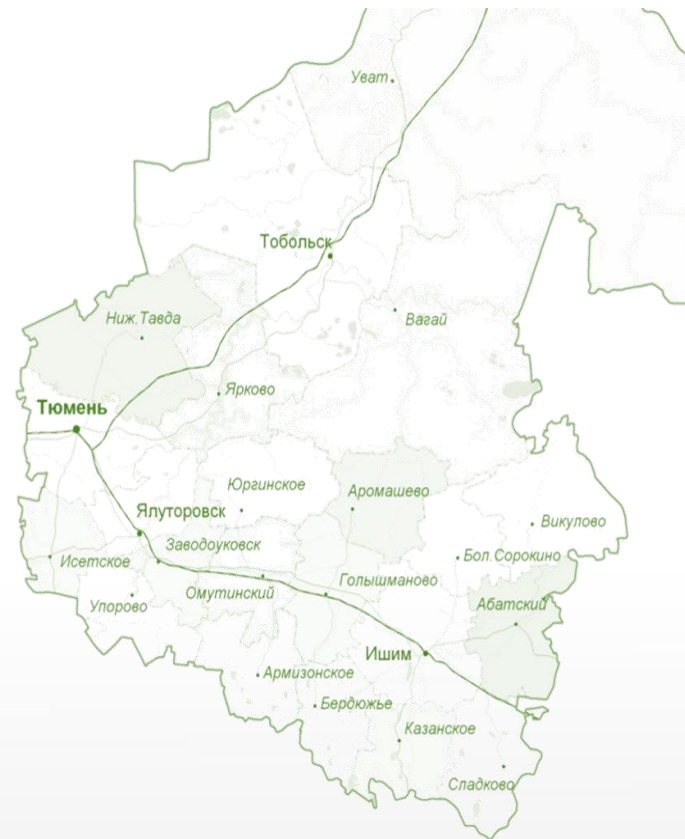 Уват
Тобольск
Ниж.Тавда
Вагай
Ярково
Тюмень
Юргинское
Аромашево
Ялуторовск
Викулово
Заводоуковск
Бол.Сорокино
Исетское
Голышманово
Омутинский
Упорово
Абатский
Ишим
Армизонское
Бердюжье
Казанское
Сладково